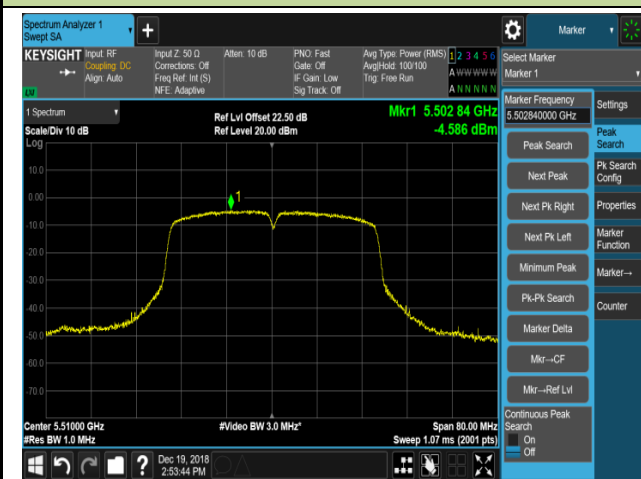 Spectrum Analyzer 1
Swept SA
+
Marker
KEYSIGHT
Input: RF
Coupling: DC
Align: Auto
Input Z: 50 Ω
Corrections: Off
Freq Ref: Int (S)
NFE: Adaptive
Atten: 10 dB
PNO: Fast
Gate: Off
IF Gain: Low
Sig Track: Off
Avg Type: Power (RMS)
Avg|Hold: 100/100
Trig: Free Run
1 2 3 4 5 6
A W W W W W
A N N N N N
LXI
Select Marker
Marker 1
1 Spectrum
Scale/Div 10 dB
Log
Ref Lvl Offset 22.50 dB
Ref Level 20.00 dBm
Mkr1 5.502 84 GHz
-4.586 dBm
10.0
0.00
-10.0
-20.0
-30.0
-40.0
-50.0
-60.0
-70.0
1
Center 5.51000 GHz
#Res BW 1.0 MHz
#Video BW 3.0 MHz*
Span 80.00 MHz
Sweep 1.07 ms (2001 pts)
Marker Frequency
5.502840000 GHz
Peak Search
Next Peak
Next Pk Right
Next Pk Left
Minimum Peak
Pk-Pk Search
Marker Delta
Mkr→CF
Mkr→Ref Lvl
Continuous Peak
Search
On
Off
Settings
Peak
Search
Pk Search
Config
Properties
Marker
Function
Marker→
Counter
?
Dec 19, 2018
2:53:44 PM